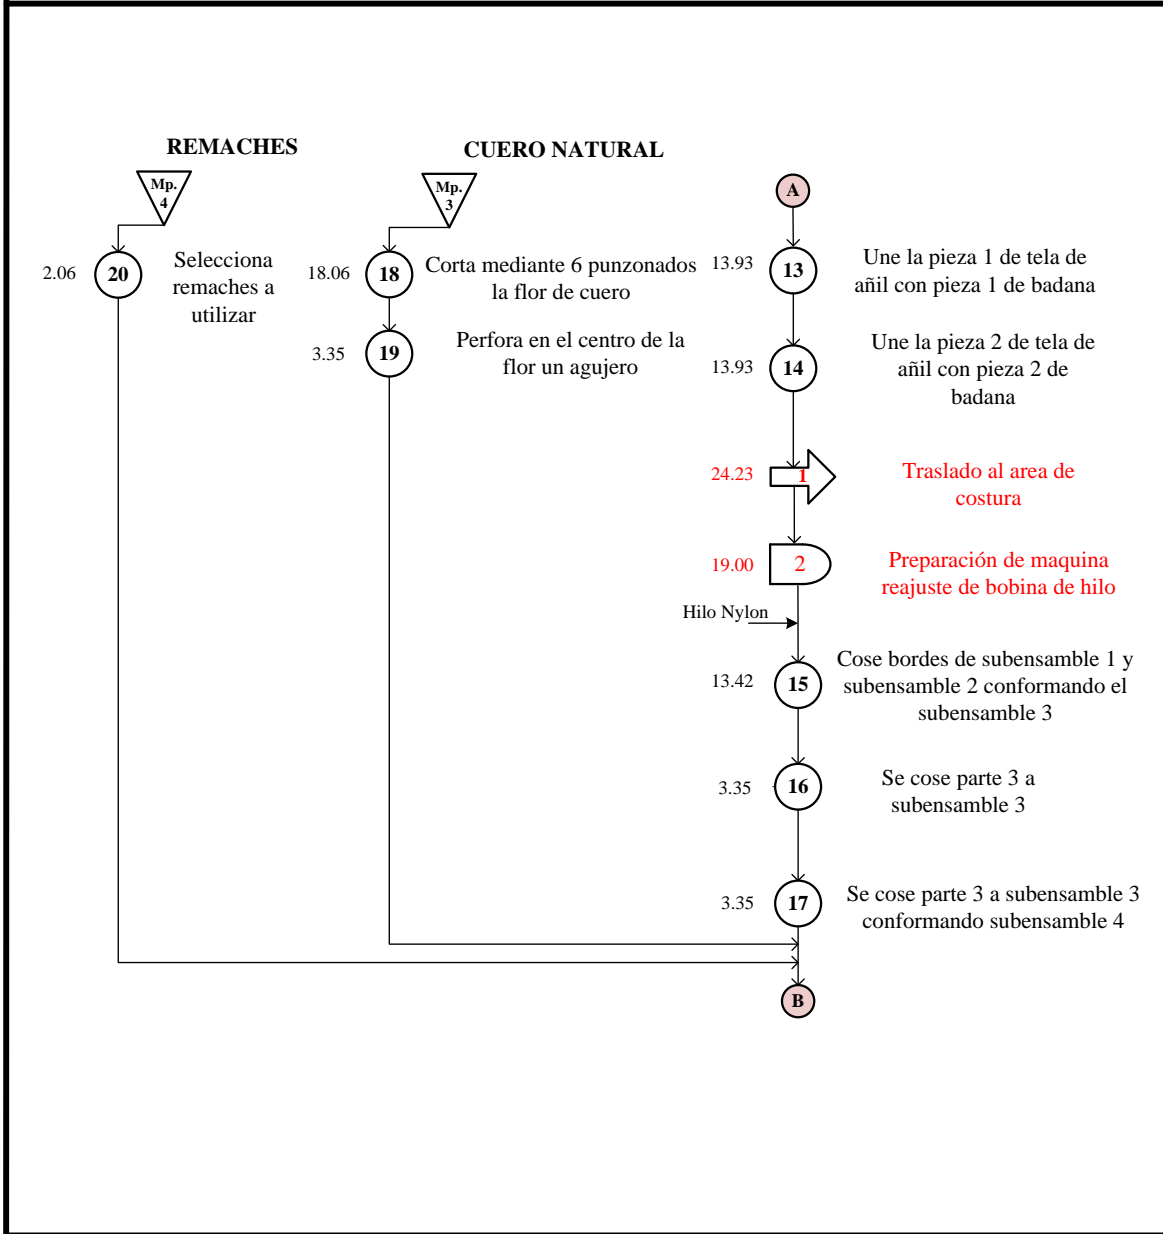 REMACHES
Mp.
4
2.06
20
Selecciona
remaches a
utilizar
CUERO NATURAL
Mp.
3
18.06
18
Corta mediante 6 punzonados
la flor de cuero
3.35
19
Perfora en el centro de la
flor un agujero
A
13.93
13
Une la pieza 1 de tela de
añil con pieza 1 de badana
13.93
14
Une la pieza 2 de tela de
añil con pieza 2 de
badana
24.23
1
Traslado al area de
costura
19.00
2
Preparación de maquina
reajuste de bobina de hilo
Hilo Nylon
13.42
15
Cose bordes de subensamble 1 y
subensamble 2 conformando el
subensamble 3
3.35
16
Se cose parte 3 a
subensamble 3
3.35
17
Se cose parte 3 a subensamble 3
conformando subensamble 4
B